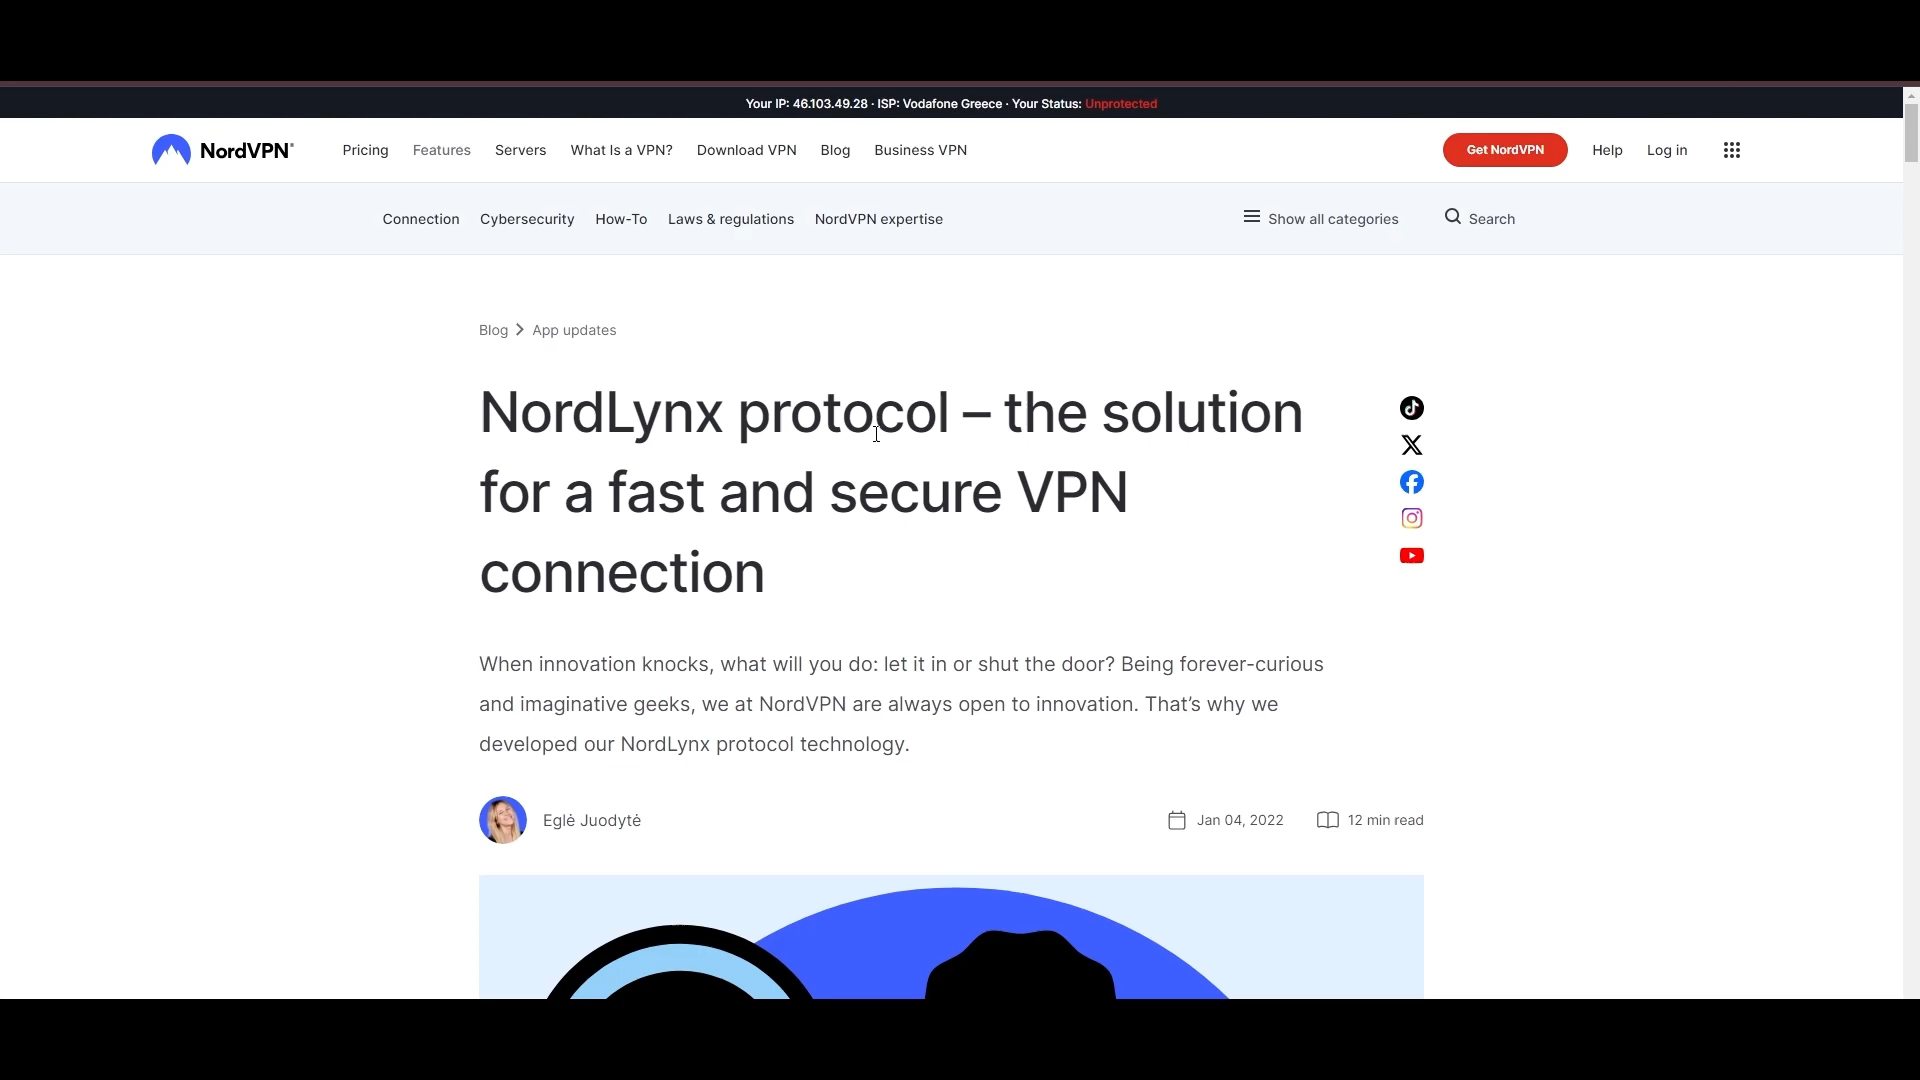 Your IP: 46.103.49.28 · ISP: Vodafone Greece · Your Status: Unprotected
NordVPN®
Pricing
Features
Servers
What Is a VPN?
Download VPN
Blog
Business VPN
Get NordVPN
Help
Log in
Connection
Cybersecurity
How-To
Laws & regulations
NordVPN expertise
Show all categories
Search
Blog
App updates
NordLynx protocol – the solution
for a fast and secure VPN
connection
When innovation knocks, what will you do: let it in or shut the door? Being forever-curious
and imaginative geeks, we at NordVPN are always open to innovation. That’s why we
developed our NordLynx protocol technology.
Eglė Juodytė
Jan 04, 2022
12 min read